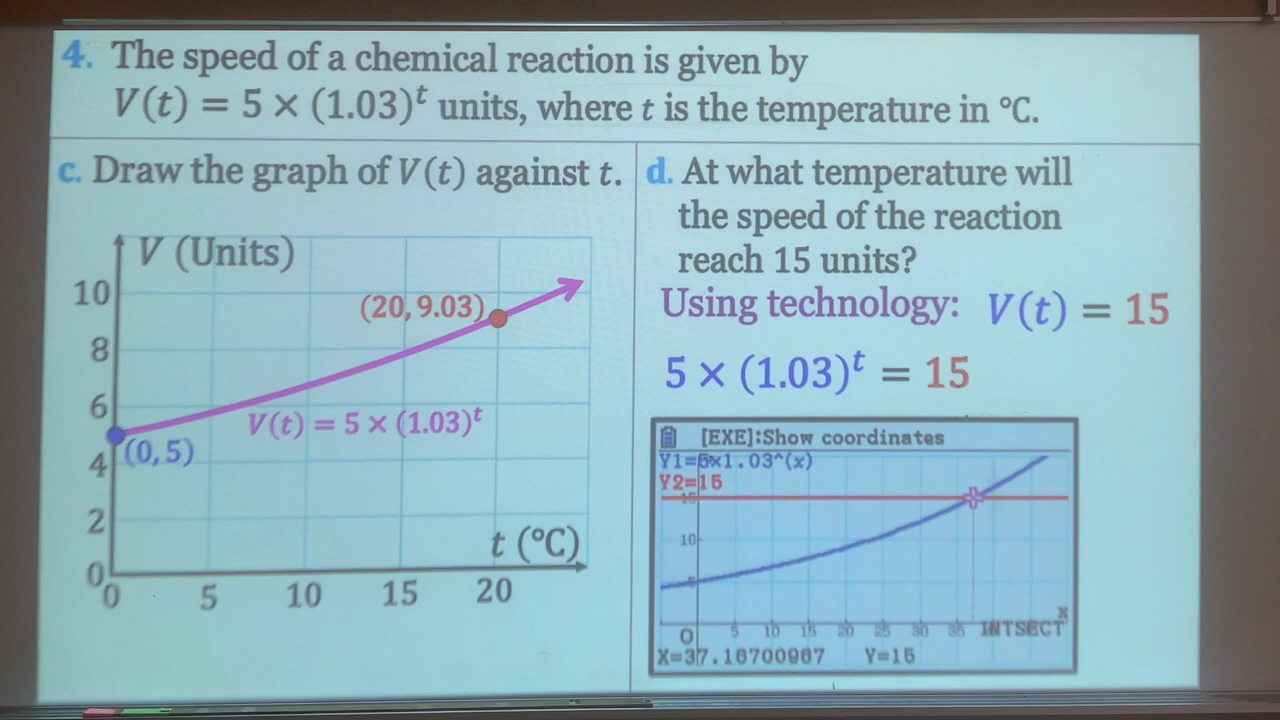 4. The speed of a chemical reaction is given by
V(t) = 5 × (1.03)ᵗ units, where t is the temperature in °C.
c. Draw the graph of V(t) against t.
V (Units)
10
8
6
4
2
0
(20, 9.03)
V(t) = 5 × (1.03)ᵗ
(0, 5)
t (°C)
0 5 10 15 20
d. At what temperature will
the speed of the reaction
reach 15 units?
Using technology: V(t) = 15
5 × (1.03)ᵗ = 15
[EXE]:Show coordinates
Y1=5×1.03^(x)
Y2=15
15
10
5
x
O 5 10 15 20 25 30 35 INTSECT
X=37.16700967 Y=15